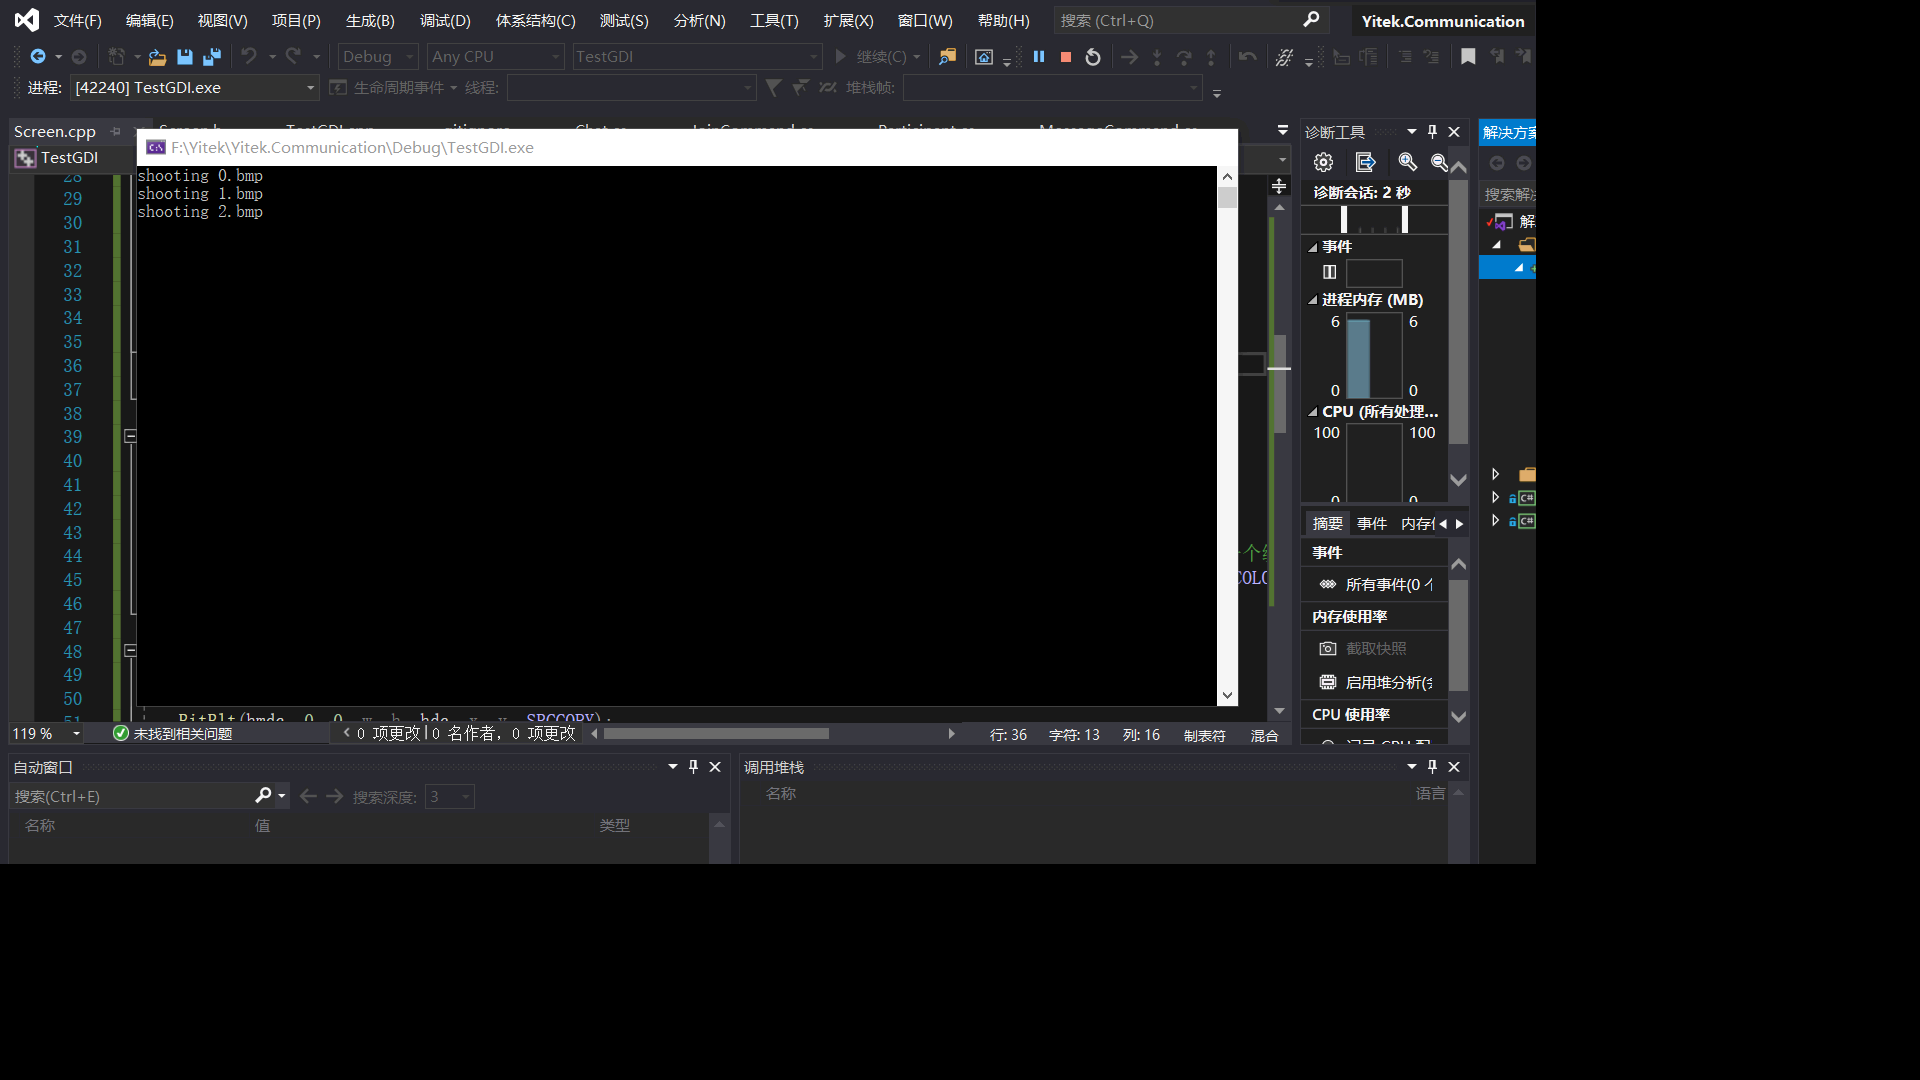 文件(F) 编辑(E) 视图(V) 项目(P) 生成(B) 调试(D) 体系结构(C) 测试(S) 分析(N) 工具(T) 扩展(X) 窗口(W) 帮助(H) 搜索 (Ctrl+Q) Yitek.Communication
Debug Any CPU TestGDI 继续(C)
进程: [42240] TestGDI.exe 生命周期事件 线程: 堆栈帧:
Screen.cpp
TestGDI
F:\Yitek\Yitek.Communication\Debug\TestGDI.exe
shooting 0.bmp
shooting 1.bmp
shooting 2.bmp
28
29
30
31
32
33
34
35
36
37
38
39
40
41
42
43
44
45
46
47
48
49
50
51
BitBlt(hmdc, 0, 0, w, h, hdc, x, y, SRCCOPY);
119 % 未找到相关问题 0 项更改|0 名作者, 0 项更改 行: 36 字符: 13 列: 16 制表符 混合
诊断工具
诊断会话: 2 秒
事件
进程内存 (MB)
6 6
0 0
CPU (所有处理...
100 100
0 0
摘要 事件
事件
所有事件(0
内存使用率
截取快照
启用堆分析(
CPU 使用率
解决方案
搜索解决
解
C#
C#
自动窗口
搜索(Ctrl+E) 搜索深度: 3
名称 值 类型
调用堆栈
名称 语言